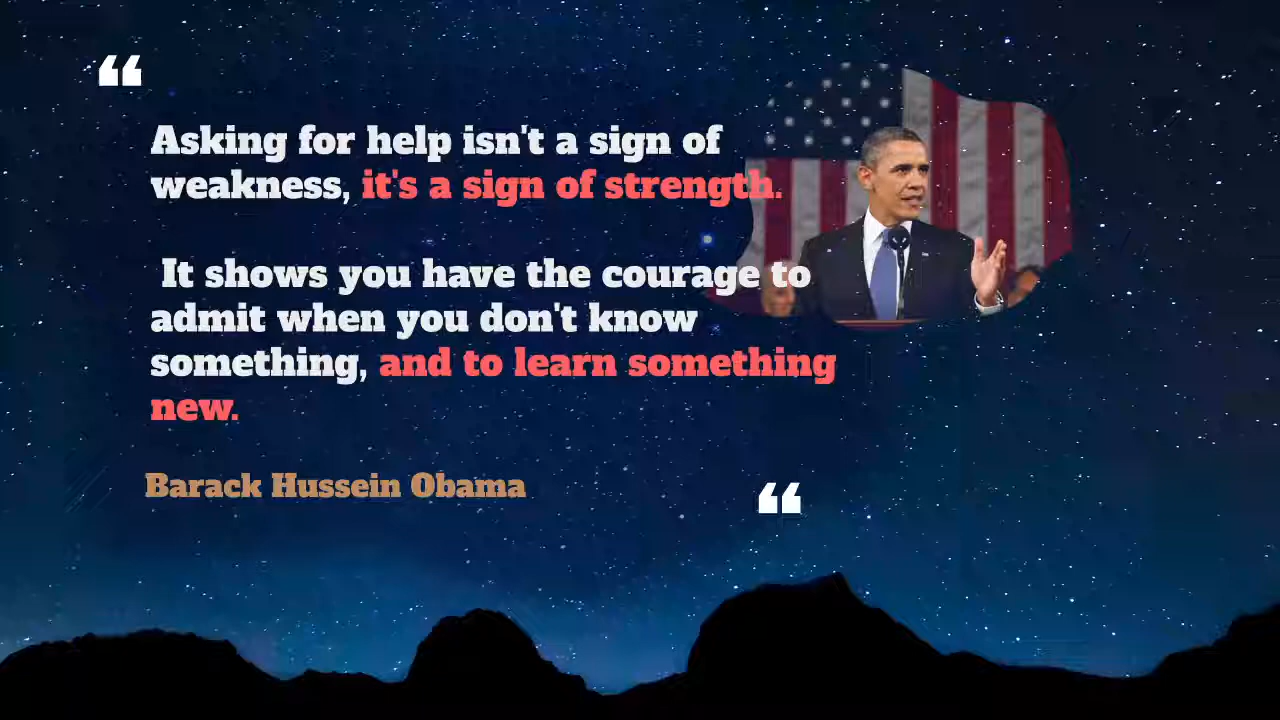 ❝
Asking for help isn't a sign of
weakness, it's a sign of strength.
It shows you have the courage to
admit when you don't know
something, and to learn something
new.
Barack Hussein Obama
❝